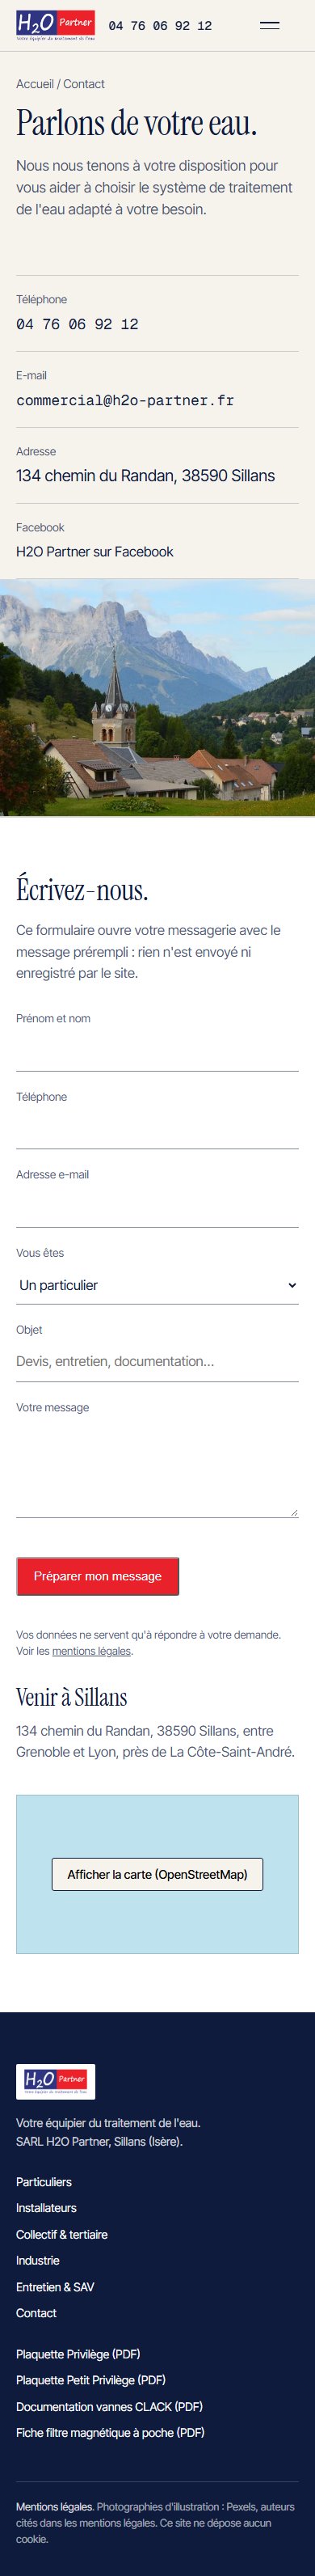 H2O Partner
Votre équipier du traitement de l'eau
04 76 06 92 12
Accueil / Contact
Parlons de votre eau.
Nous nous tenons à votre disposition pour
vous aider à choisir le système de traitement
de l'eau adapté à votre besoin.
Téléphone
04 76 06 92 12
E-mail
commercial@h2o-partner.fr
Adresse
134 chemin du Randan, 38590 Sillans
Facebook
H2O Partner sur Facebook
Écrivez-nous.
Ce formulaire ouvre votre messagerie avec le
message prérempli : rien n'est envoyé ni
enregistré par le site.
Prénom et nom
Téléphone
Adresse e-mail
Vous êtes
Un particulier
Objet
Devis, entretien, documentation...
Votre message
Préparer mon message
Vos données ne servent qu'à répondre à votre demande.
Voir les mentions légales.
Venir à Sillans
134 chemin du Randan, 38590 Sillans, entre
Grenoble et Lyon, près de La Côte-Saint-André.
Afficher la carte (OpenStreetMap)
H2O Partner
Votre équipier du traitement de l'eau
Votre équipier du traitement de l'eau.
SARL H2O Partner, Sillans (Isère).
Particuliers
Installateurs
Collectif & tertiaire
Industrie
Entretien & SAV
Contact
Plaquette Privilège (PDF)
Plaquette Petit Privilège (PDF)
Documentation vannes CLACK (PDF)
Fiche filtre magnétique à poche (PDF)
Mentions légales. Photographies d'illustration : Pexels, auteurs
cités dans les mentions légales. Ce site ne dépose aucun
cookie.